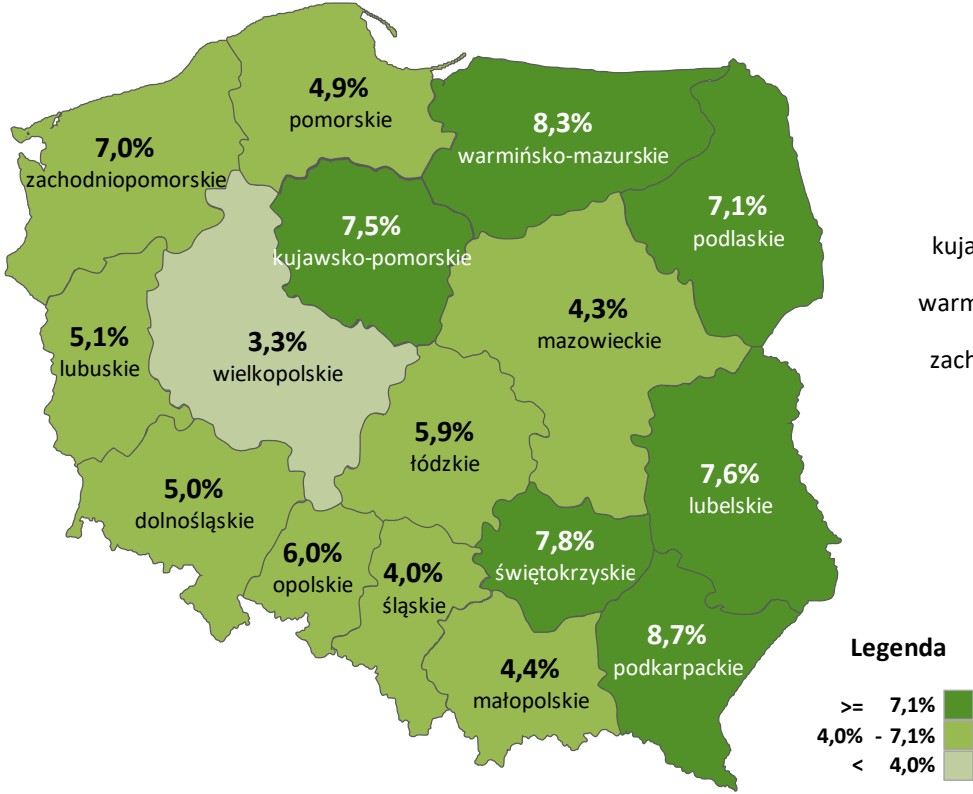 4,9%
pomorskie
8,3%
warmińsko-mazurskie
7,0%
zachodniopomorskie
7,1%
podlaskie
7,5%
kujawsko-pomorskie
kuja
warm
zach
4,3%
mazowieckie
5,1%
lubuskie
3,3%
wielkopolskie
5,9%
łódzkie
7,6%
lubelskie
5,0%
dolnośląskie
7,8%
świętokrzyskie
6,0%
opolskie
4,0%
śląskie
8,7%
podkarpackie
4,4%
małopolskie
Legenda
>= 7,1%
4,0% - 7,1%
< 4,0%